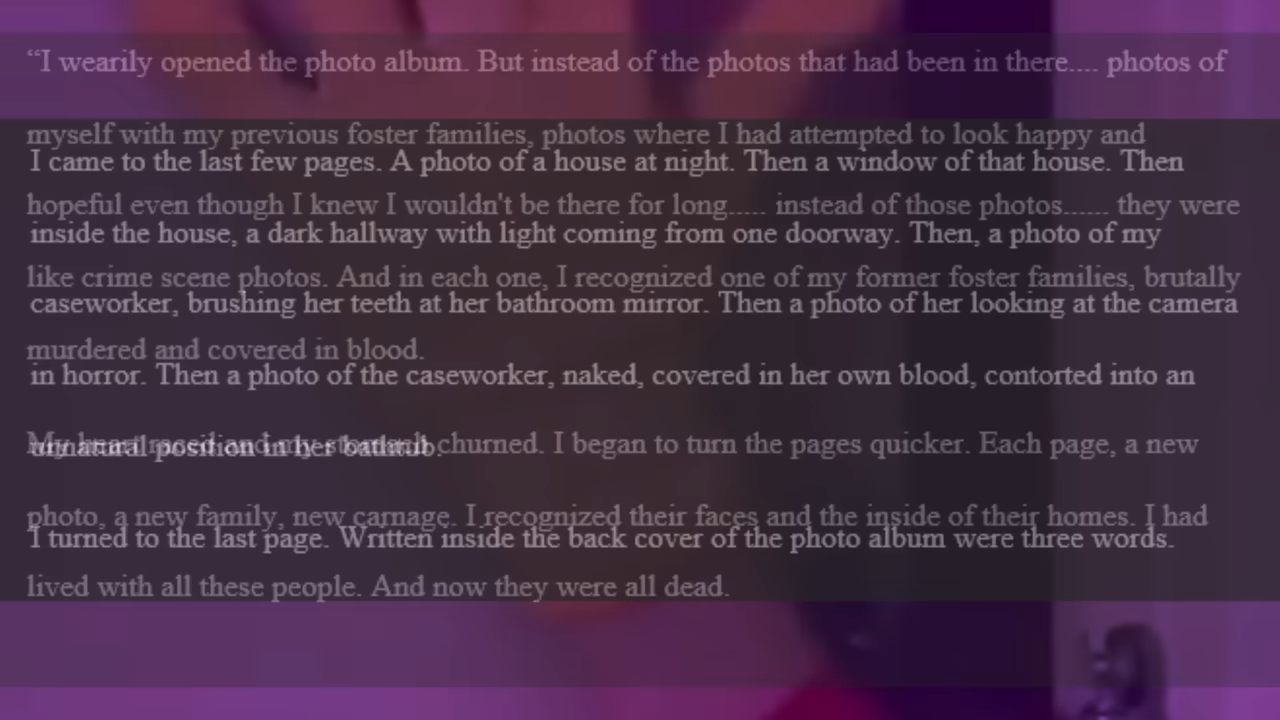 “I wearily opened the photo album. But instead of the photos that had been in there.... photos of
myself with my previous foster families, photos where I had attempted to look happy and
hopeful even though I knew I wouldn't be there for long..... instead of those photos...... they were
like crime scene photos. And in each one, I recognized one of my former foster families, brutally
murdered and covered in blood.
My heart raced and my stomach churned. I began to turn the pages quicker. Each page, a new
photo, a new family, new carnage. I recognized their faces and the inside of their homes. I had
lived with all these people. And now they were all dead.
I came to the last few pages. A photo of a house at night. Then a window of that house. Then
inside the house, a dark hallway with light coming from one doorway. Then, a photo of my
caseworker, brushing her teeth at her bathroom mirror. Then a photo of her looking at the camera
in horror. Then a photo of the caseworker, naked, covered in her own blood, contorted into an
unnatural position in her bathtub.
I turned to the last page. Written inside the back cover of the photo album were three words.